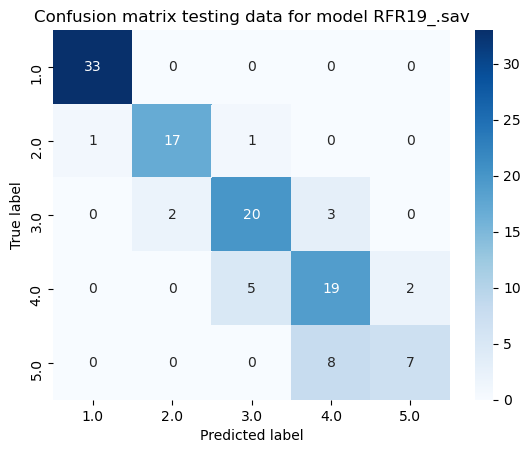 Confusion matrix testing data for model RFR19_.sav
True label
1.0 33 0 0 0 0
2.0 1 17 1 0 0
3.0 0 2 20 3 0
4.0 0 0 5 19 2
5.0 0 0 0 8 7
1.0 2.0 3.0 4.0 5.0
Predicted label
30
25
20
15
10
5
0